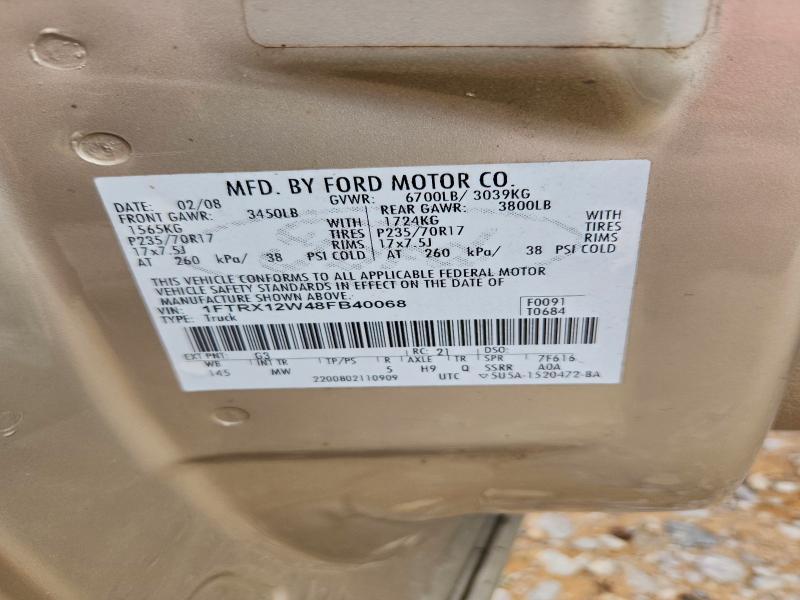 MFD. BY FORD MOTOR CO.
DATE: 02/08 GVWR: 6700LB/ 3039KG
FRONT GAWR: 3450LB REAR GAWR: 3800LB
1565KG WITH 1724KG WITH
P235/70R17 TIRES P235/70R17 TIRES
17x7.5J RIMS 17x7.5J RIMS
AT 260 kPa/ 38 PSI COLD AT 260 kPa/ 38 PSI COLD
THIS VEHICLE CONFORMS TO ALL APPLICABLE FEDERAL MOTOR
VEHICLE SAFETY STANDARDS IN EFFECT ON THE DATE OF
MANUFACTURE SHOWN ABOVE.
VIN: 1FTRX12W48FB40068 F0091
TYPE: Truck T0684
EXT PNT: G3 RC: 21 DSO:
WB INT TR TP/PS R AXLE TR SPR 7F616
145 MW 5 H9 Q SSRR A0A
2200802110909 UTC 5U5A-1520472-BA